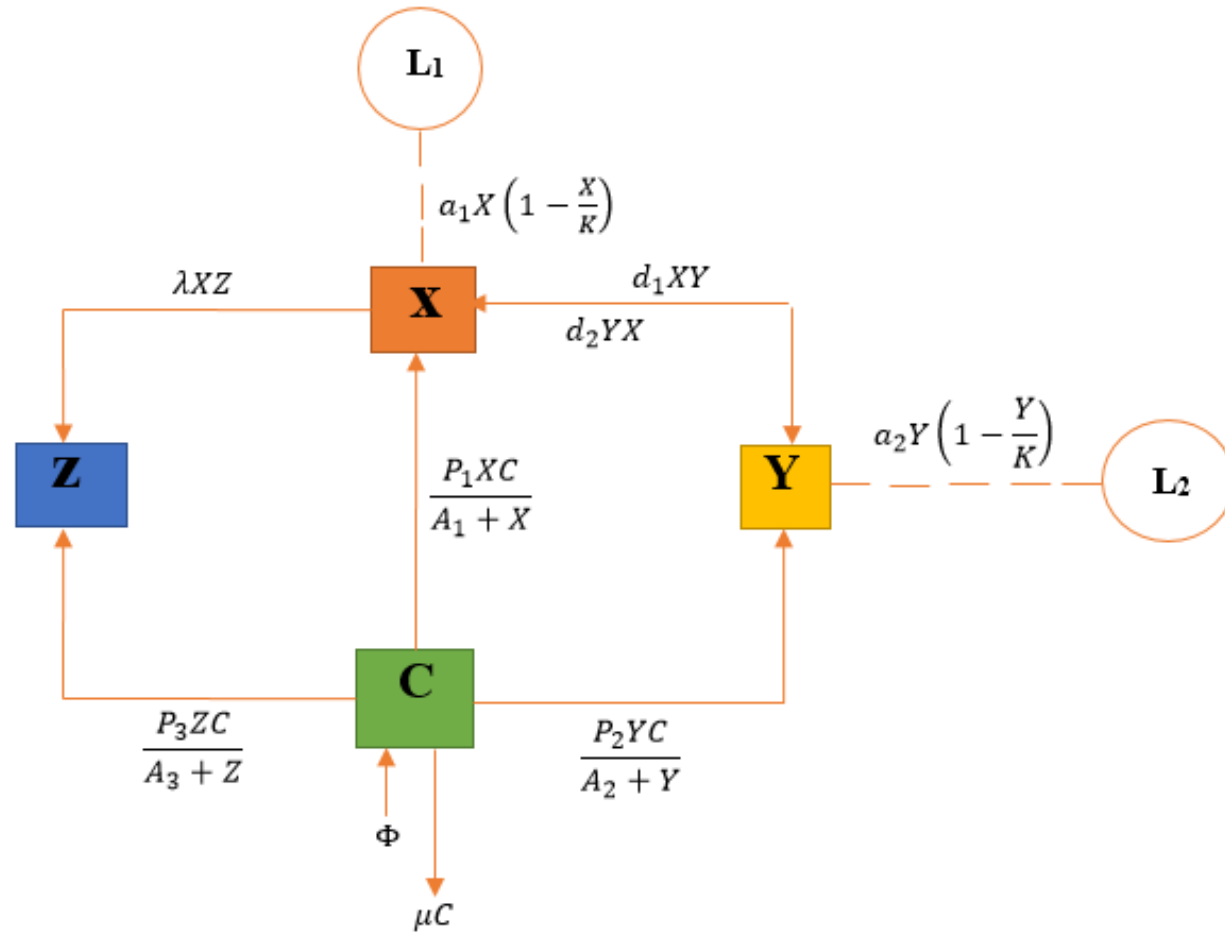 L₁
a₁X(1 − X/K)
λXZ
X
d₁XY
d₂YX
a₂Y(1 − Y/K)
Z
Y
L₂
P₁XC/(A₁ + X)
C
P₃ZC/(A₃ + Z)
P₂YC/(A₂ + Y)
Φ
μC